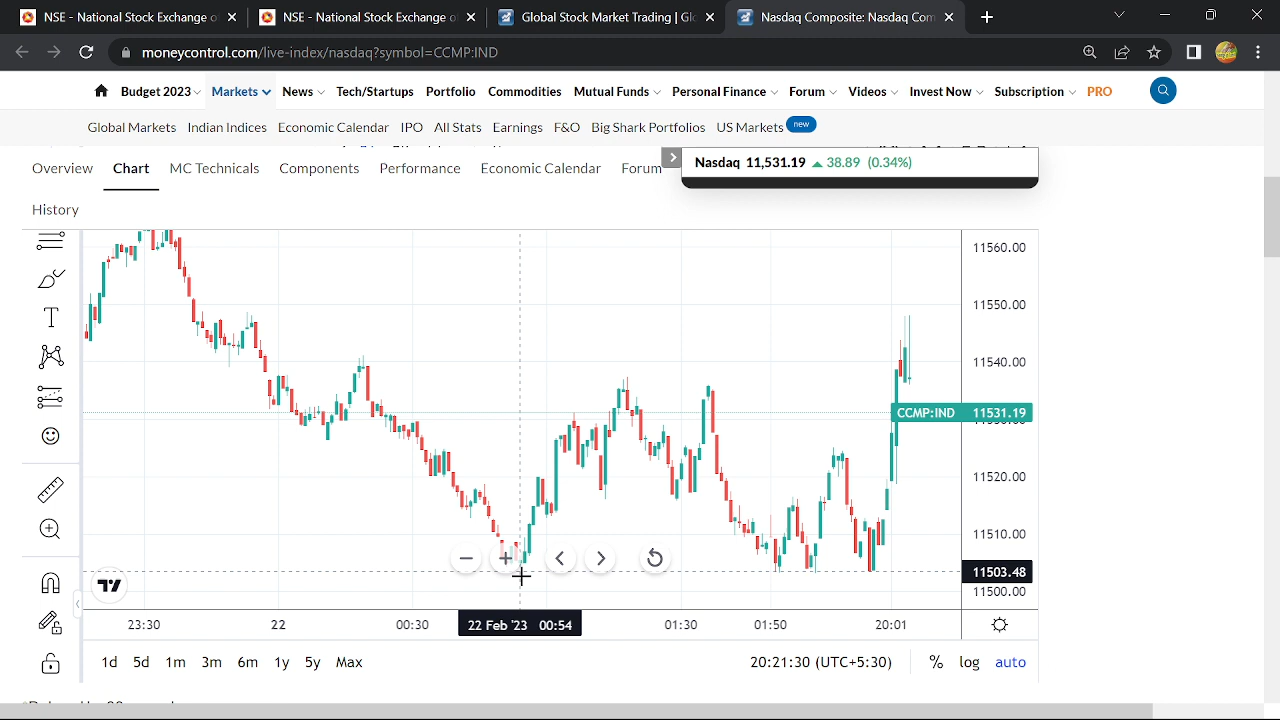 NSE - National Stock Exchange of
NSE - National Stock Exchange of
Global Stock Market Trading | Glo
Nasdaq Composite: Nasdaq Com
moneycontrol.com/live-index/nasdaq?symbol=CCMP:IND
Budget 2023 Markets News Tech/Startups Portfolio Commodities Mutual Funds Personal Finance Forum Videos Invest Now Subscription PRO
Global Markets Indian Indices Economic Calendar IPO All Stats Earnings F&O Big Shark Portfolios US Markets new
Overview Chart MC Technicals Components Performance Economic Calendar Forum
Nasdaq 11,531.19 38.89 (0.34%)
History
11560.00
11550.00
11540.00
CCMP:IND 11531.19
11520.00
11510.00
11503.48
11500.00
23:30 22 00:30 22 Feb '23 00:54 01:30 01:50 20:01
1d 5d 1m 3m 6m 1y 5y Max 20:21:30 (UTC+5:30) % log auto